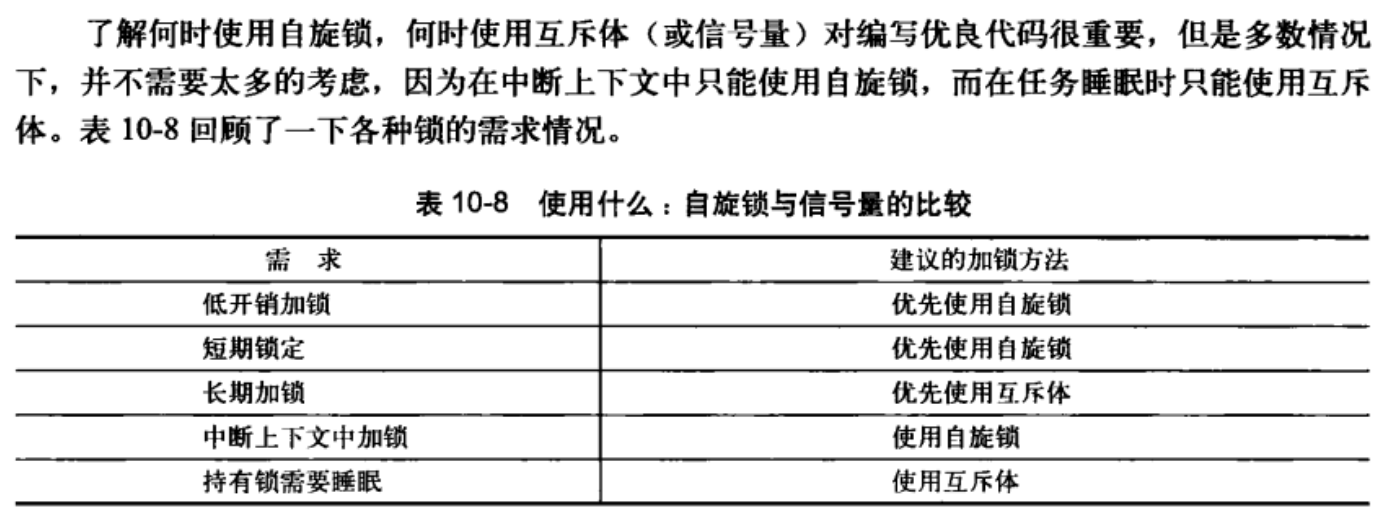 了解何时使用自旋锁，何时使用互斥体（或信号量）对编写优良代码很重要，但是多数情况
下，并不需要太多的考虑，因为在中断上下文中只能使用自旋锁，而在任务睡眠时只能使用互斥
体。表 10-8 回顾了一下各种锁的需求情况。
表 10-8 使用什么：自旋锁与信号量的比较
需 求 建议的加锁方法
低开销加锁 优先使用自旋锁
短期锁定 优先使用自旋锁
长期加锁 优先使用互斥体
中断上下文中加锁 使用自旋锁
持有锁需要睡眠 使用互斥体